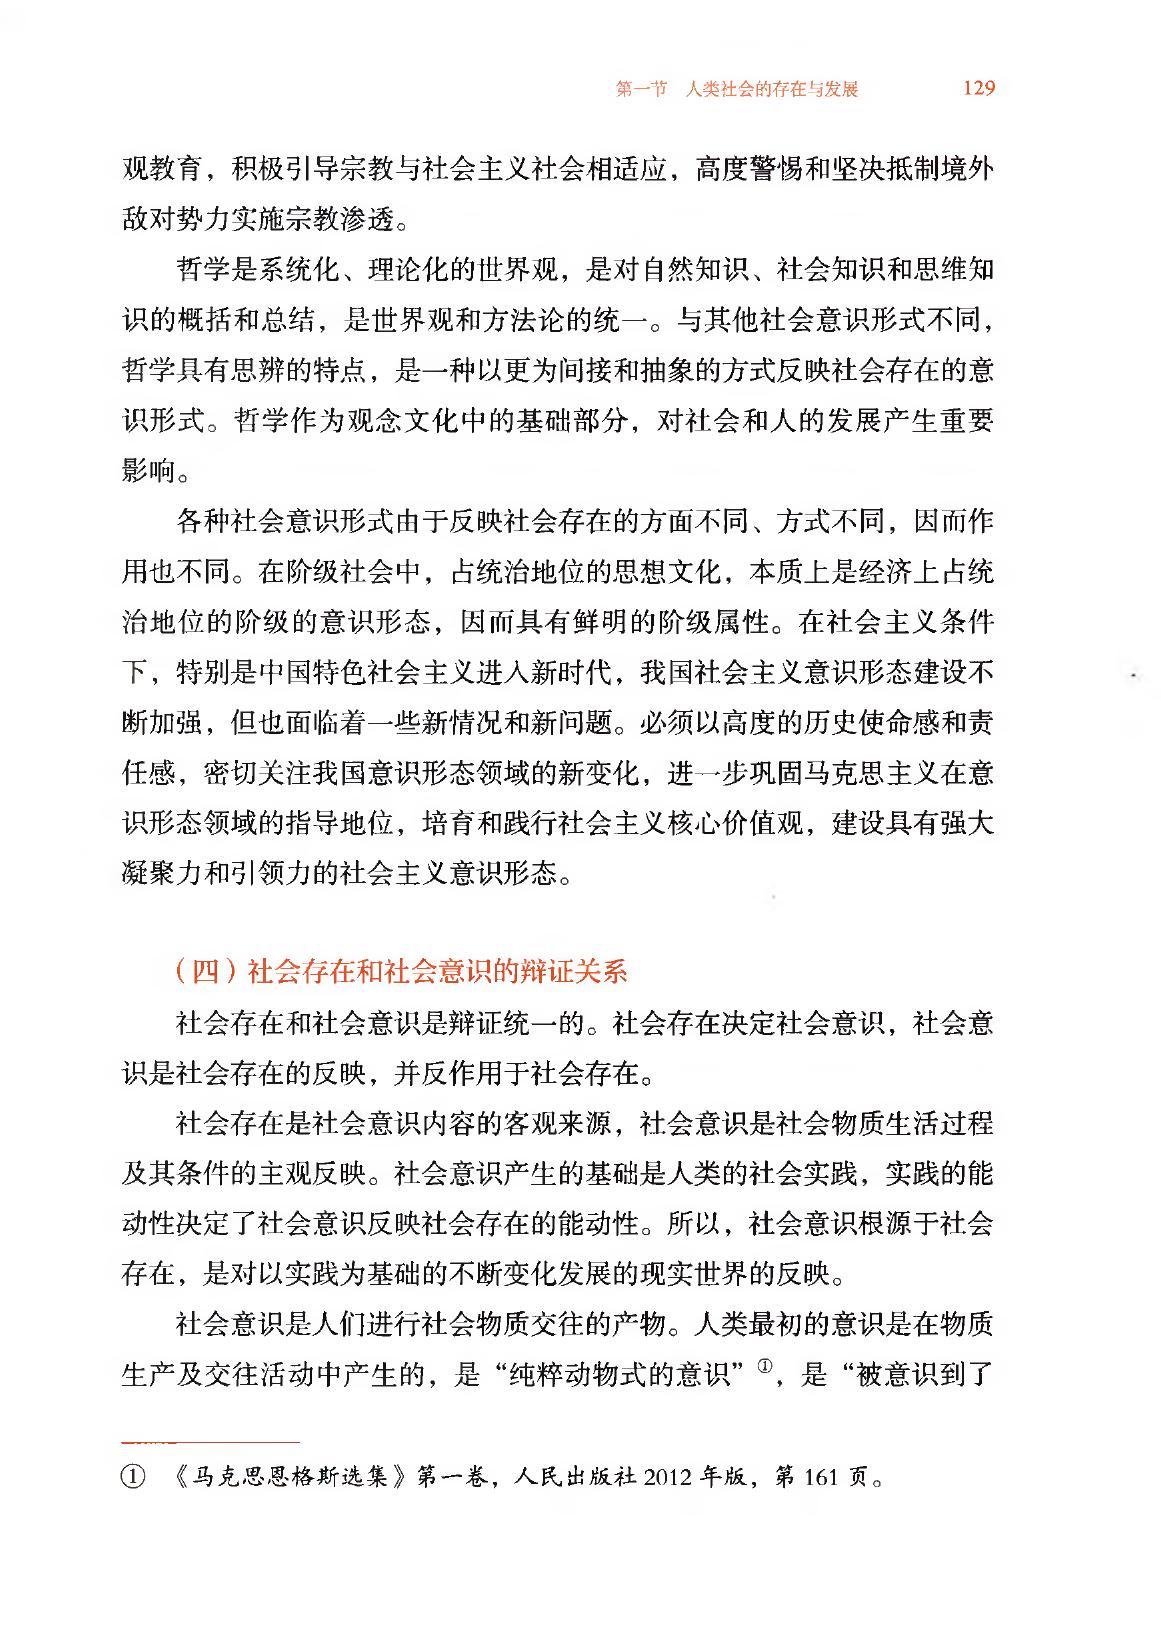 第一节　人类社会的存在与发展　129
观教育，积极引导宗教与社会主义社会相适应，高度警惕和坚决抵制境外
敌对势力实施宗教渗透。
哲学是系统化、理论化的世界观，是对自然知识、社会知识和思维知
识的概括和总结，是世界观和方法论的统一。与其他社会意识形式不同，
哲学具有思辨的特点，是一种以更为间接和抽象的方式反映社会存在的意
识形式。哲学作为观念文化中的基础部分，对社会和人的发展产生重要
影响。
各种社会意识形式由于反映社会存在的方面不同、方式不同，因而作
用也不同。在阶级社会中，占统治地位的思想文化，本质上是经济上占统
治地位的阶级的意识形态，因而具有鲜明的阶级属性。在社会主义条件
下，特别是中国特色社会主义进入新时代，我国社会主义意识形态建设不
断加强，但也面临着一些新情况和新问题。必须以高度的历史使命感和责
任感，密切关注我国意识形态领域的新变化，进一步巩固马克思主义在意
识形态领域的指导地位，培育和践行社会主义核心价值观，建设具有强大
凝聚力和引领力的社会主义意识形态。
（四）社会存在和社会意识的辩证关系
社会存在和社会意识是辩证统一的。社会存在决定社会意识，社会意
识是社会存在的反映，并反作用于社会存在。
社会存在是社会意识内容的客观来源，社会意识是社会物质生活过程
及其条件的主观反映。社会意识产生的基础是人类的社会实践，实践的能
动性决定了社会意识反映社会存在的能动性。所以，社会意识根源于社会
存在，是对以实践为基础的不断变化发展的现实世界的反映。
社会意识是人们进行社会物质交往的产物。人类最初的意识是在物质
生产及交往活动中产生的，是“纯粹动物式的意识”①，是“被意识到了
①　《马克思恩格斯选集》第一卷，人民出版社 2012 年版，第 161 页。